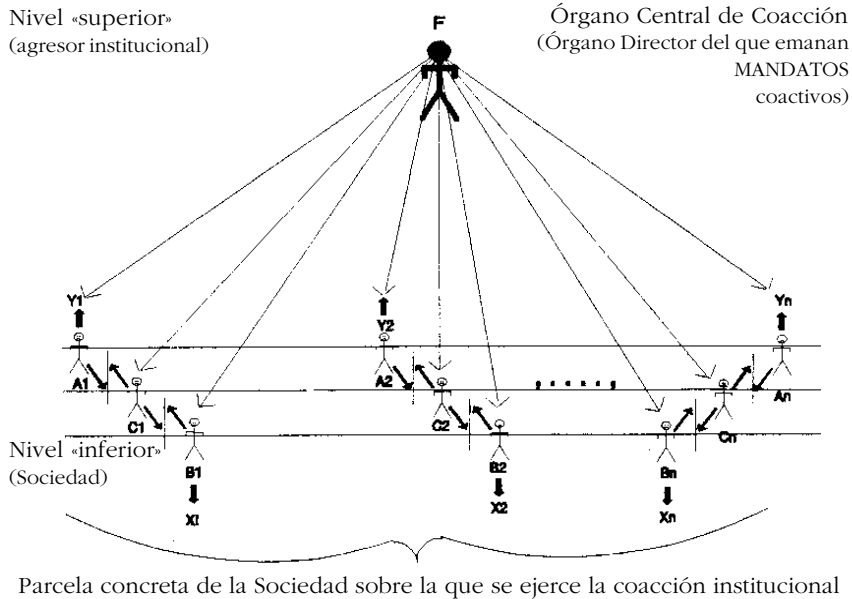 Nivel «superior»
(agresor institucional)
Órgano Central de Coacción
(Órgano Director del que emanan
MANDATOS
coactivos)
F
Y1
Y2
Yn
A1
A2
An
C1
C2
Cn
Nivel «inferior»
(Sociedad)
B1
B2
Bn
X1
X2
Xn
Parcela concreta de la Sociedad sobre la que se ejerce la coacción institucional